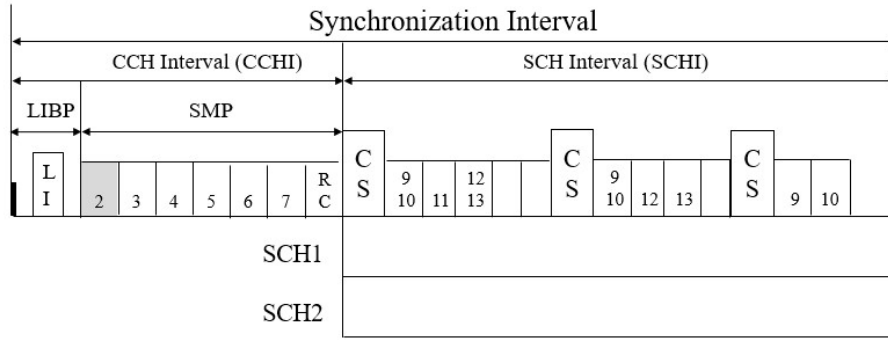 Synchronization Interval
CCH Interval (CCHI)
SCH Interval (SCHI)
LIBP
SMP
L
I
2
3
4
5
6
7
R
C
C
S
9
10
11
12
13
C
S
9
10
12
13
C
S
9
10
SCH1
SCH2